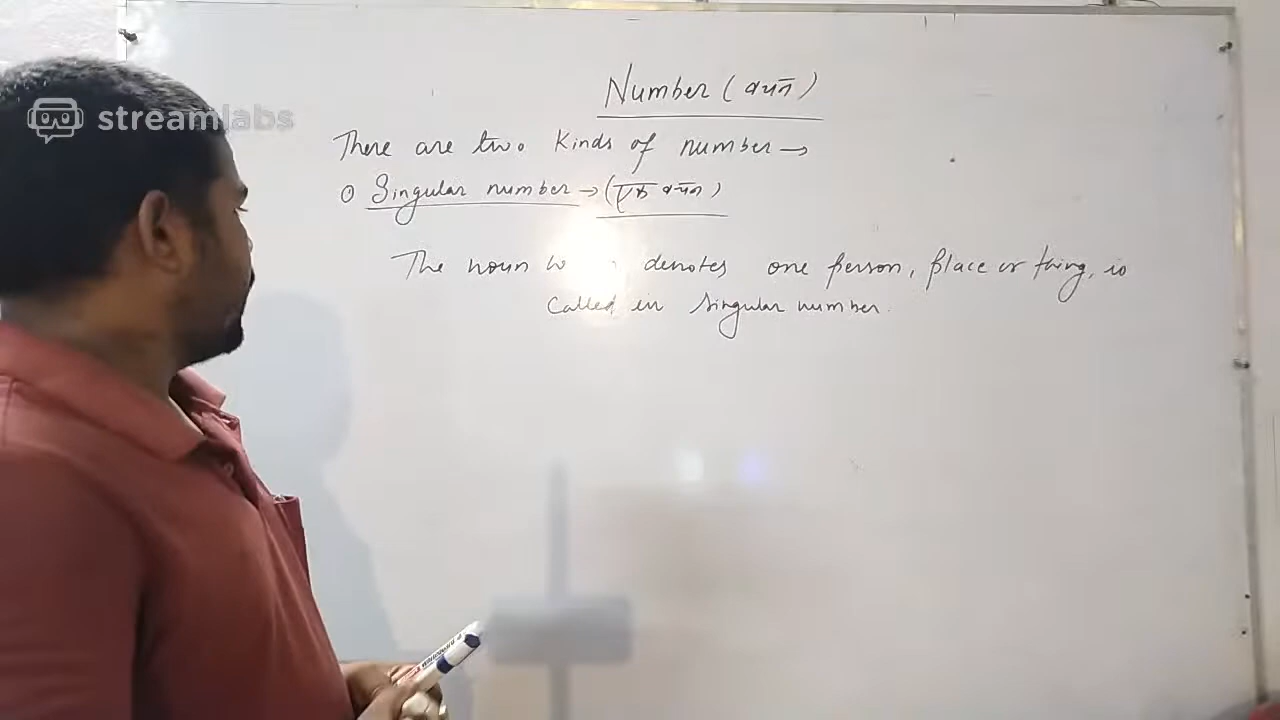 streamlabs
Number (वचन)
There are two kinds of number →
① Singular number → (एक वचन)
The noun denotes one person, place or thing, is
called in singular number.